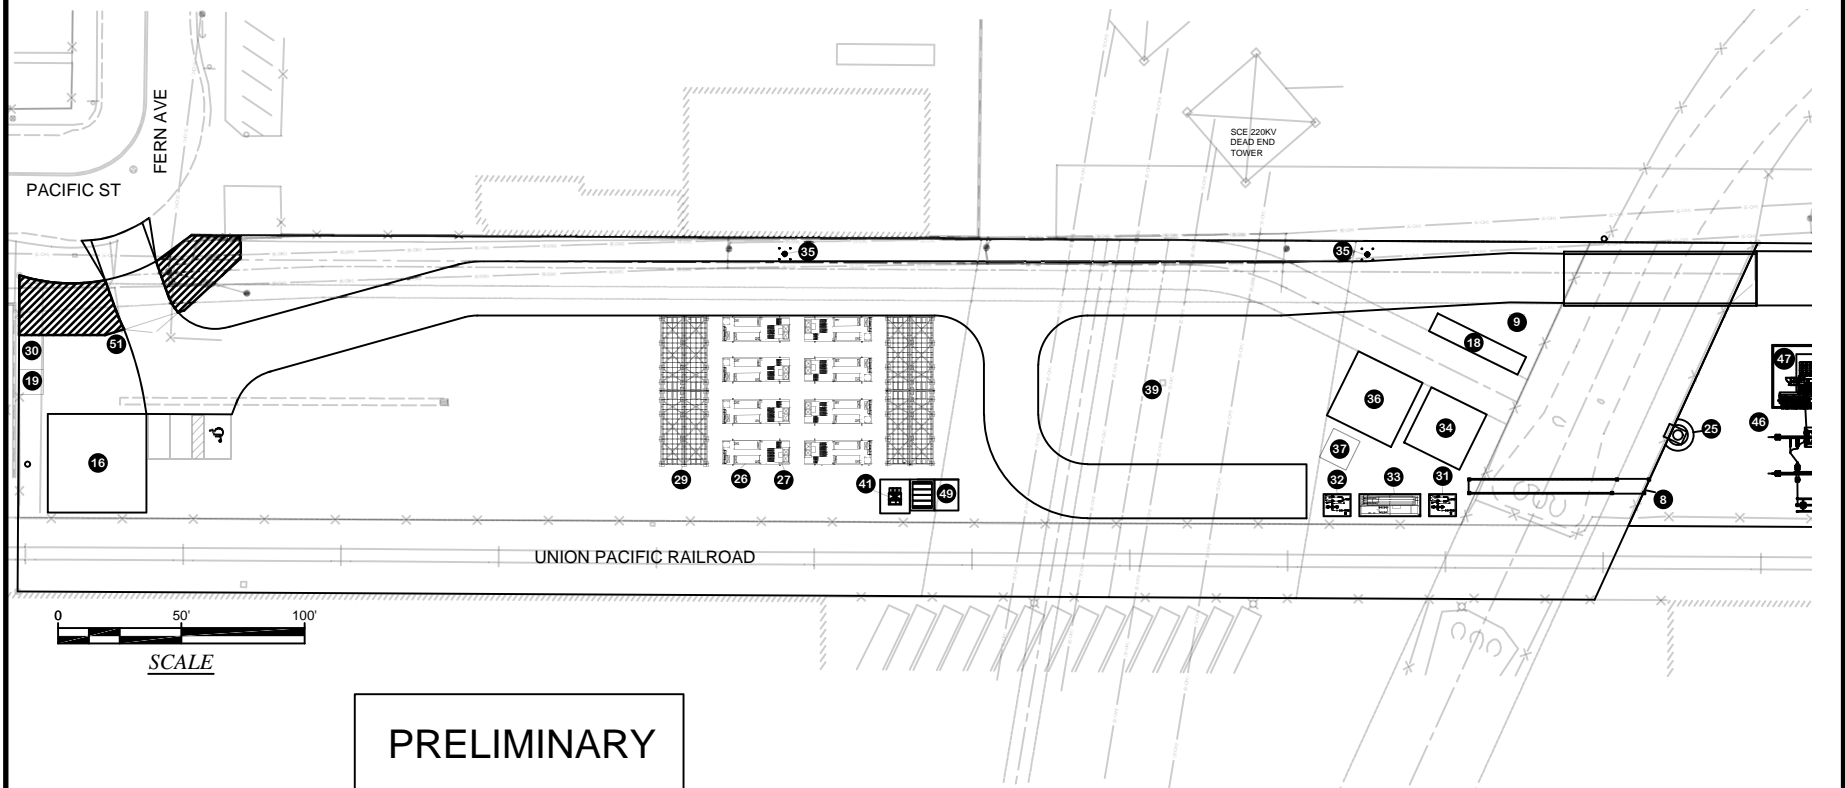 FERN AVE
PACIFIC ST
SCE 220KV
DEAD END
TOWER
35
35
30
51
19
9
18
47
39
36
34
46
25
16
37
29
26
27
41
49
32
33
31
8
UNION PACIFIC RAILROAD
0 50' 100'
SCALE
PRELIMINARY